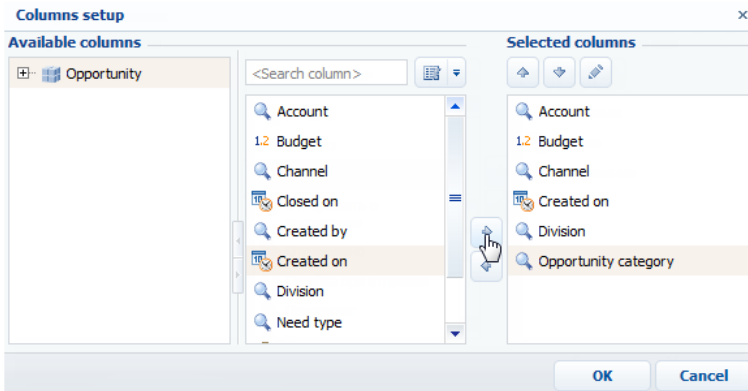 Columns setup
Available columns
Selected columns
Opportunity
<Search column>
Account
1.2 Budget
Channel
Closed on
Created by
Created on
Division
Need type
Account
1.2 Budget
Channel
Created on
Division
Opportunity category
OK
Cancel